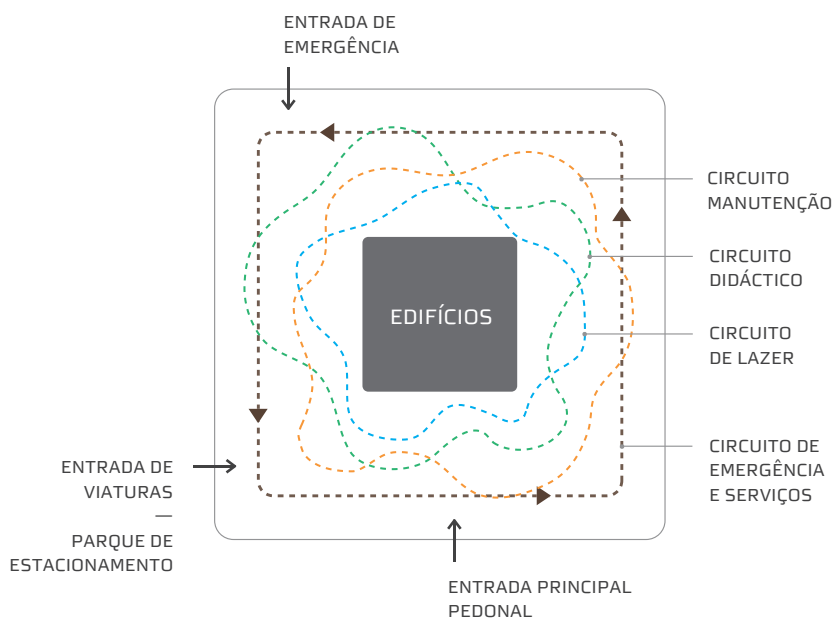 ENTRADA DE
EMERGÊNCIA
CIRCUITO
MANUTENÇÃO
CIRCUITO
DIDÁCTICO
EDIFÍCIOS
CIRCUITO
DE LAZER
CIRCUITO DE
EMERGÊNCIA
E SERVIÇOS
ENTRADA DE
VIATURAS
—
PARQUE DE
ESTACIONAMENTO
ENTRADA PRINCIPAL
PEDONAL